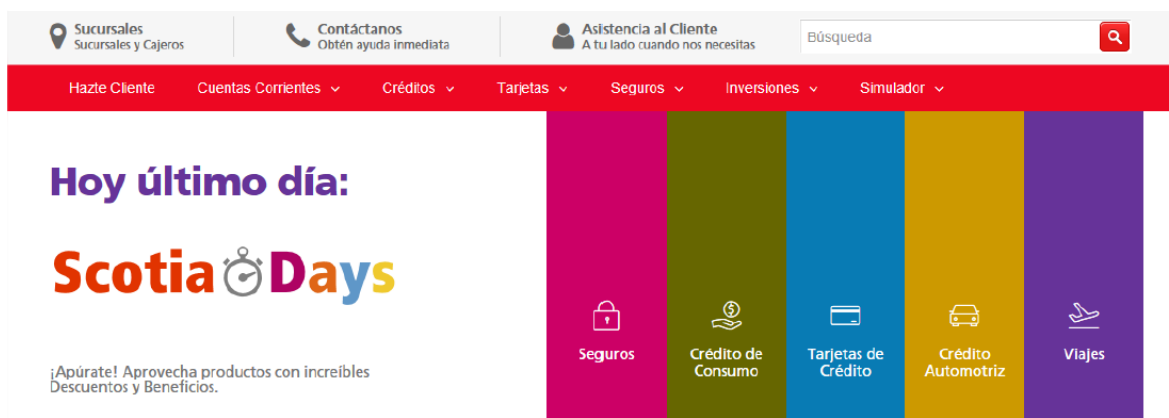 Sucursales
Sucursales y Cajeros
Contáctanos
Obtén ayuda inmediata
Asistencia al Cliente
A tu lado cuando nos necesitas
Búsqueda
Hazte Cliente
Cuentas Corrientes
Créditos
Tarjetas
Seguros
Inversiones
Simulador
Hoy último día:
Scotia Days
¡Apúrate! Aprovecha productos con increíbles
Descuentos y Beneficios.
Seguros
Crédito de
Consumo
Tarjetas de
Crédito
Crédito
Automotriz
Viajes